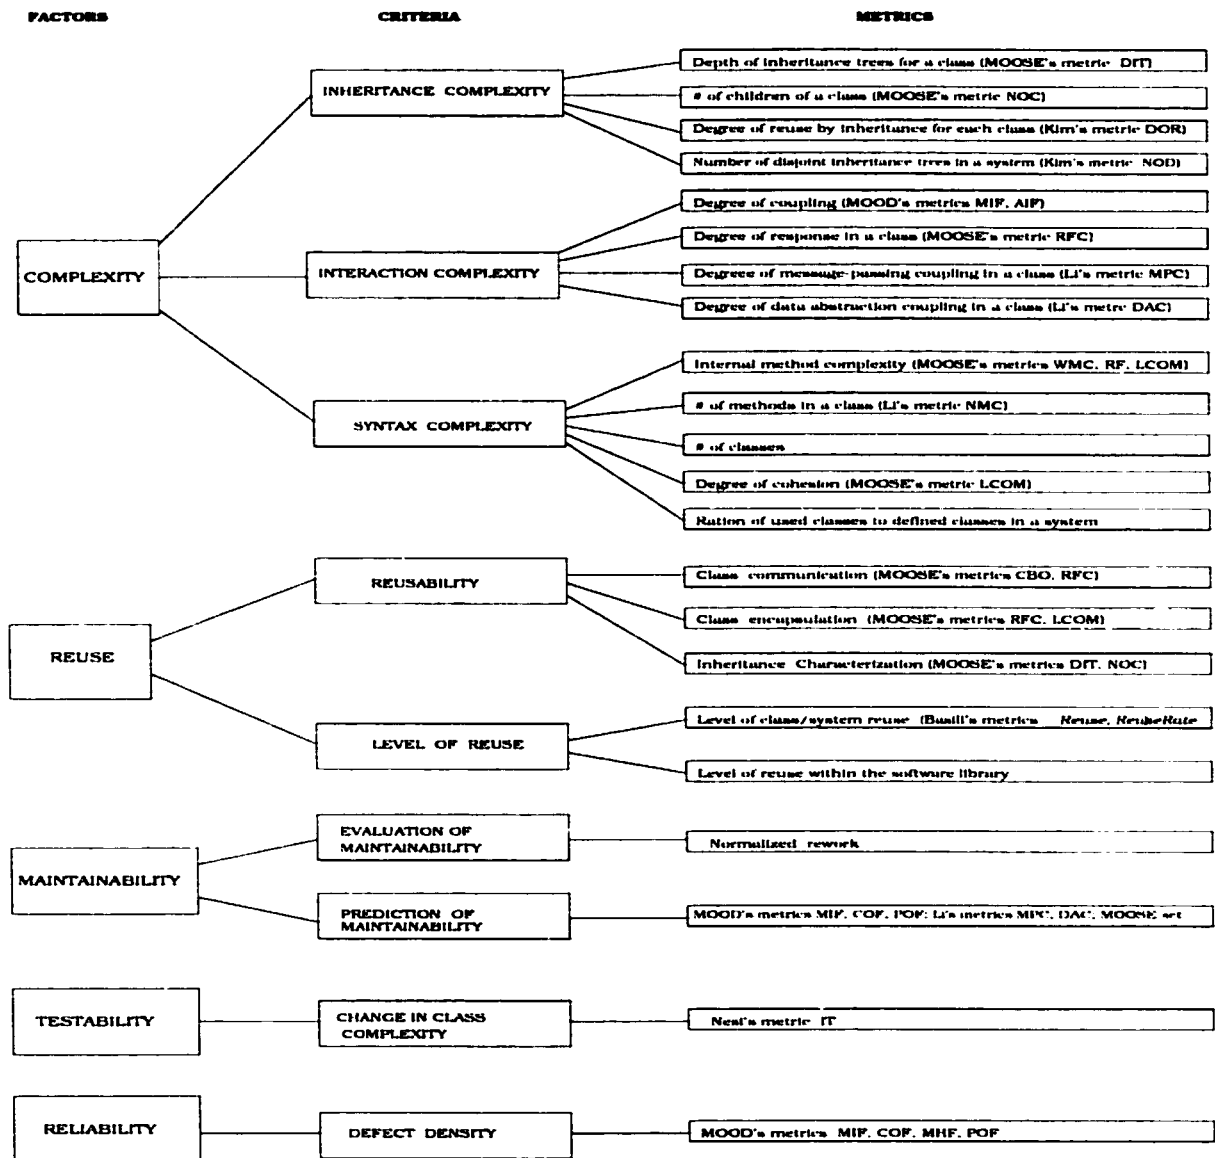 FACTORS CRITERIA METRICS
INHERITANCE COMPLEXITY
Depth of inheritance trees for a class (MOOSE's metric DIT)
# of children of a class (MOOSE's metric NOC)
Degree of reuse by inheritance for each class (Kim's metric DOR)
Number of disjoint inheritance trees in a system (Kim's metric NOD)
COMPLEXITY
INTERACTION COMPLEXITY
Degree of coupling (MOOD's metrics MIF, AIF)
Degree of response in a class (MOOSE's metric RFC)
Degreee of message-passing coupling in a class (Li's metric MPC)
Degree of data abstraction coupling in a class (Li's metrc DAC)
SYNTAX COMPLEXITY
Internal method complexity (MOOSE's metrics WMC, RF, LCOM)
# of methods in a class (Li's metric NMC)
# of classes
Degree of cohesion (MOOSE's metric LCOM)
Ration of used classes to defined classes in a system
REUSE
REUSABILITY
Class communication (MOOSE's metrics CBO, RFC)
Class encapsulation (MOOSE's metrics RFC, LCOM)
Inheritance Characterization (MOOSE's metrics DIT, NOC)
LEVEL OF REUSE
Level of class/system reuse (Basili's metrics Reuse, ReuseRate
Level of reuse within the software library
MAINTAINABILITY
EVALUATION OF
MAINTAINABILITY
Normalized rework
PREDICTION OF
MAINTAINABILITY
MOOD's metrics MIF, COF, POF; Li's metrics MPC, DAC, MOOSE set
TESTABILITY
CHANGE IN CLASS
COMPLEXITY
Nesi's metric IT
RELIABILITY
DEFECT DENSITY
MOOD's metrics MIF, COF, MHF, POF